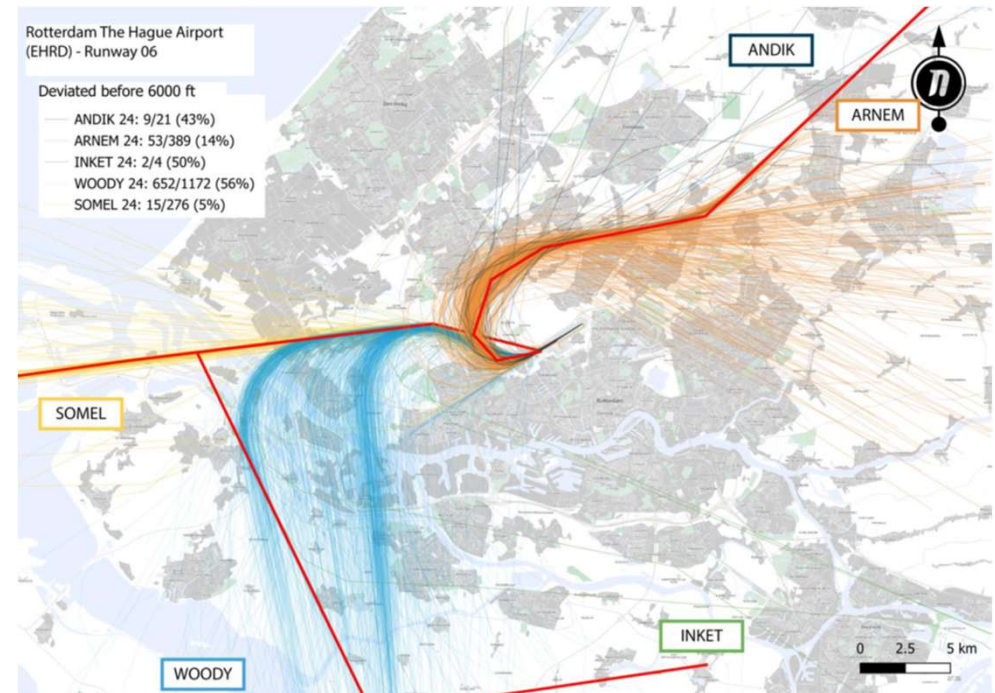 Rotterdam The Hague Airport
(EHRD) - Runway 06
Deviated before 6000 ft
ANDIK 24: 9/21 (43%)
ARNEM 24: 53/389 (14%)
INKET 24: 2/4 (50%)
WOODY 24: 652/1172 (56%)
SOMEL 24: 15/276 (5%)
ANDIK
n
ARNEM
SOMEL
Rotterdam
INKET
WOODY
0 2.5 5 km